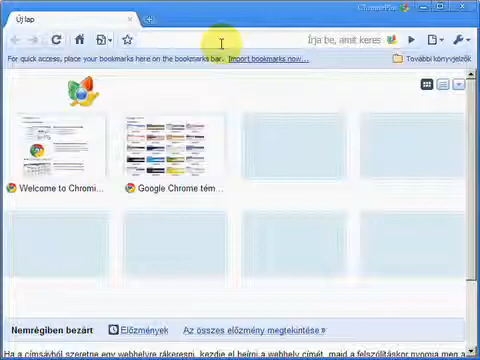 ChromePlus
Új lap
Írja be, amit keres
For quick access, place your bookmarks here on the bookmarks bar. Import bookmarks now...
További könyvjelzők
Welcome to Chromi...
Google Chrome tém...
Nemrégiben bezárt
Előzmények
Az összes előzmény megtekintése »
Ha a címsávból szeretne egy webhelyre rákeresni, kezdje el beírni a webhely címét, majd a felszólításkor nyomja meg a